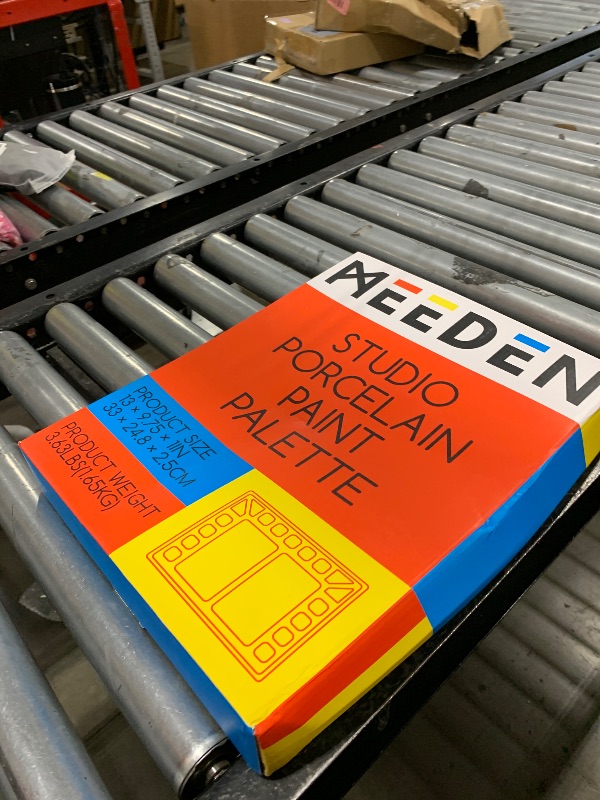 MEEDEN
STUDIO
PORCELAIN
PAINT
PALETTE
PRODUCT SIZE
13 × 9.75 × 1IN
33 × 24.8 × 2.5CM
PRODUCT WEIGHT
3.63LBS(1.65KG)